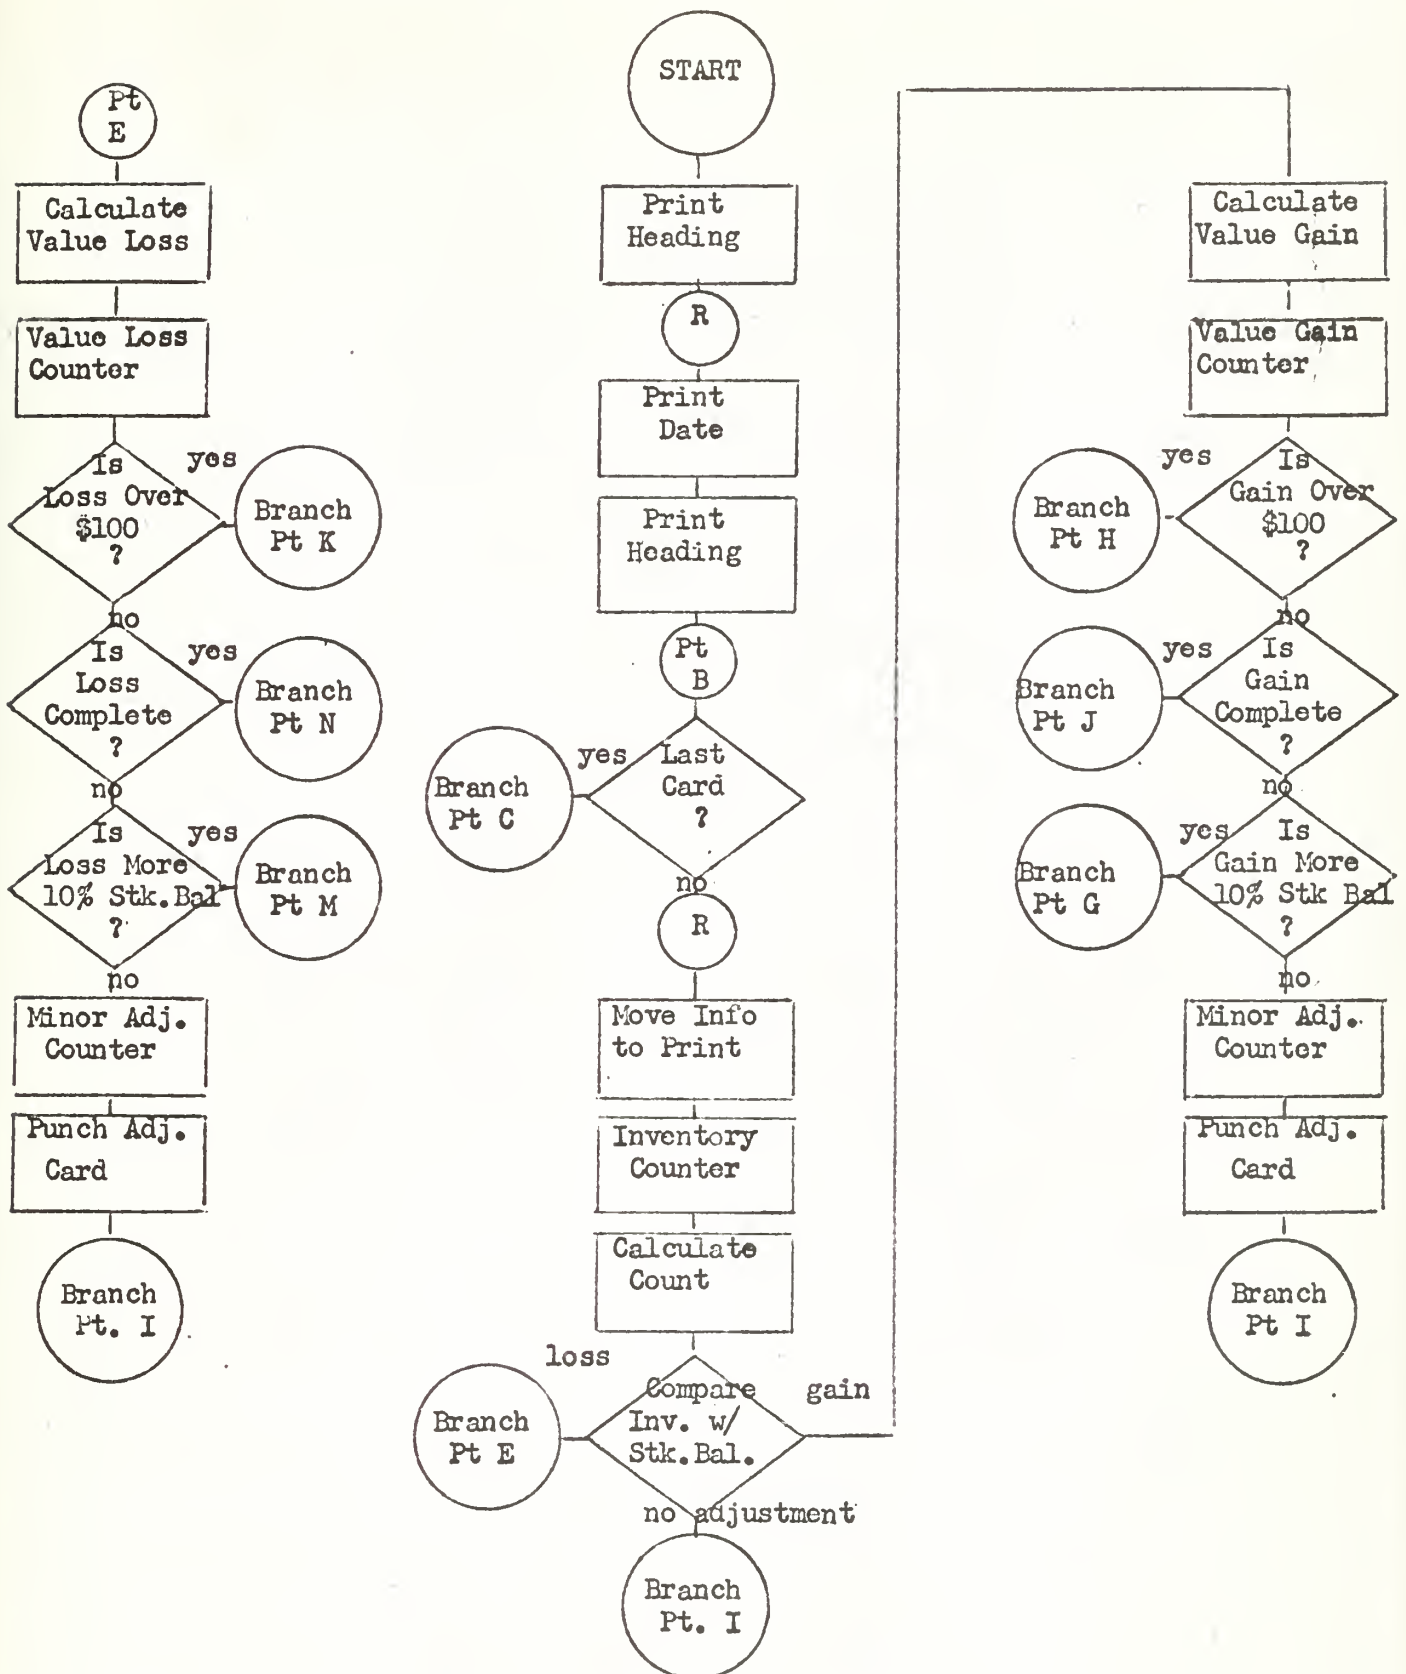 Pt
E
Calculate
Value Loss
Value Loss
Counter
Is
Loss Over
$100
?
yes
Branch
Pt K
no
Is
Loss
Complete
?
yes
Branch
Pt N
no
Is
Loss More
10% Stk.Bal
?
yes
Branch
Pt M
no
Minor Adj.
Counter
Punch Adj.
Card
Branch
Pt. I
START
Print
Heading
R
Print
Date
Print
Heading
Pt
B
Last
Card
?
yes
Branch
Pt C
no
R
Move Info
to Print
Inventory
Counter
Calculate
Count
Compare
Inv. w/
Stk.Bal.
loss
Branch
Pt E
gain
no adjustment
Branch
Pt. I
Calculate
Value Gain
Value Gain
Counter
Is
Gain Over
$100
?
yes
Branch
Pt H
no
Is
Gain
Complete
?
yes
Branch
Pt J
no
Is
Gain More
10% Stk Bal
?
yes
Branch
Pt G
no
Minor Adj.
Counter
Punch Adj.
Card
Branch
Pt I